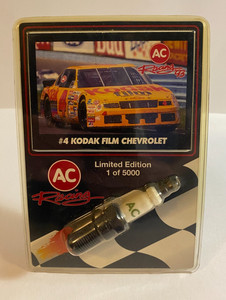 AC
Racing
#4 KODAK FILM CHEVROLET
Limited Edition
1 of 5000
AC
Racing
AC